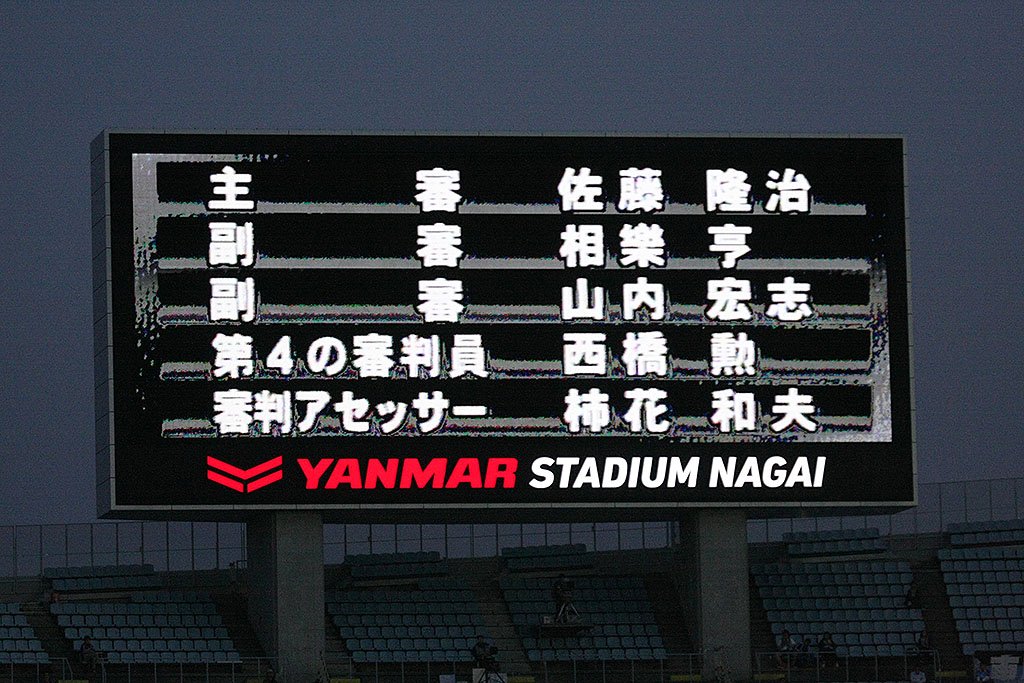 主審 佐藤 隆治
副審 相樂 亨
副審 山内 宏志
第4の審判員 西橋 勲
審判アセッサー 柿花 和夫
YANMAR STADIUM NAGAI